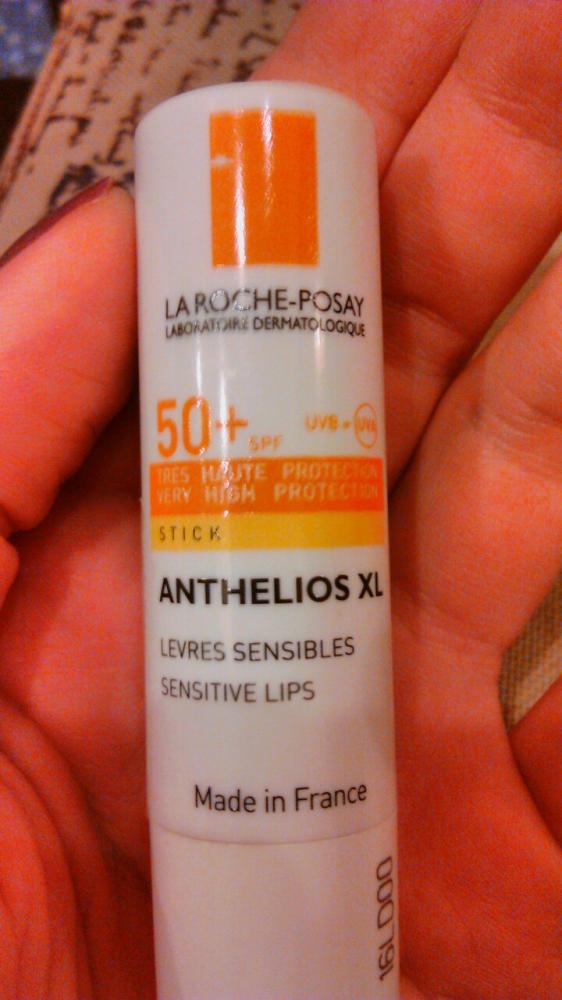 LA ROCHE-POSAY
LABORATOIRE DERMATOLOGIQUE
50+ SPF UVB + UVA
TRES HAUTE PROTECTION
VERY HIGH PROTECTION
STICK
ANTHELIOS XL
LEVRES SENSIBLES
SENSITIVE LIPS
Made in France
16LD00